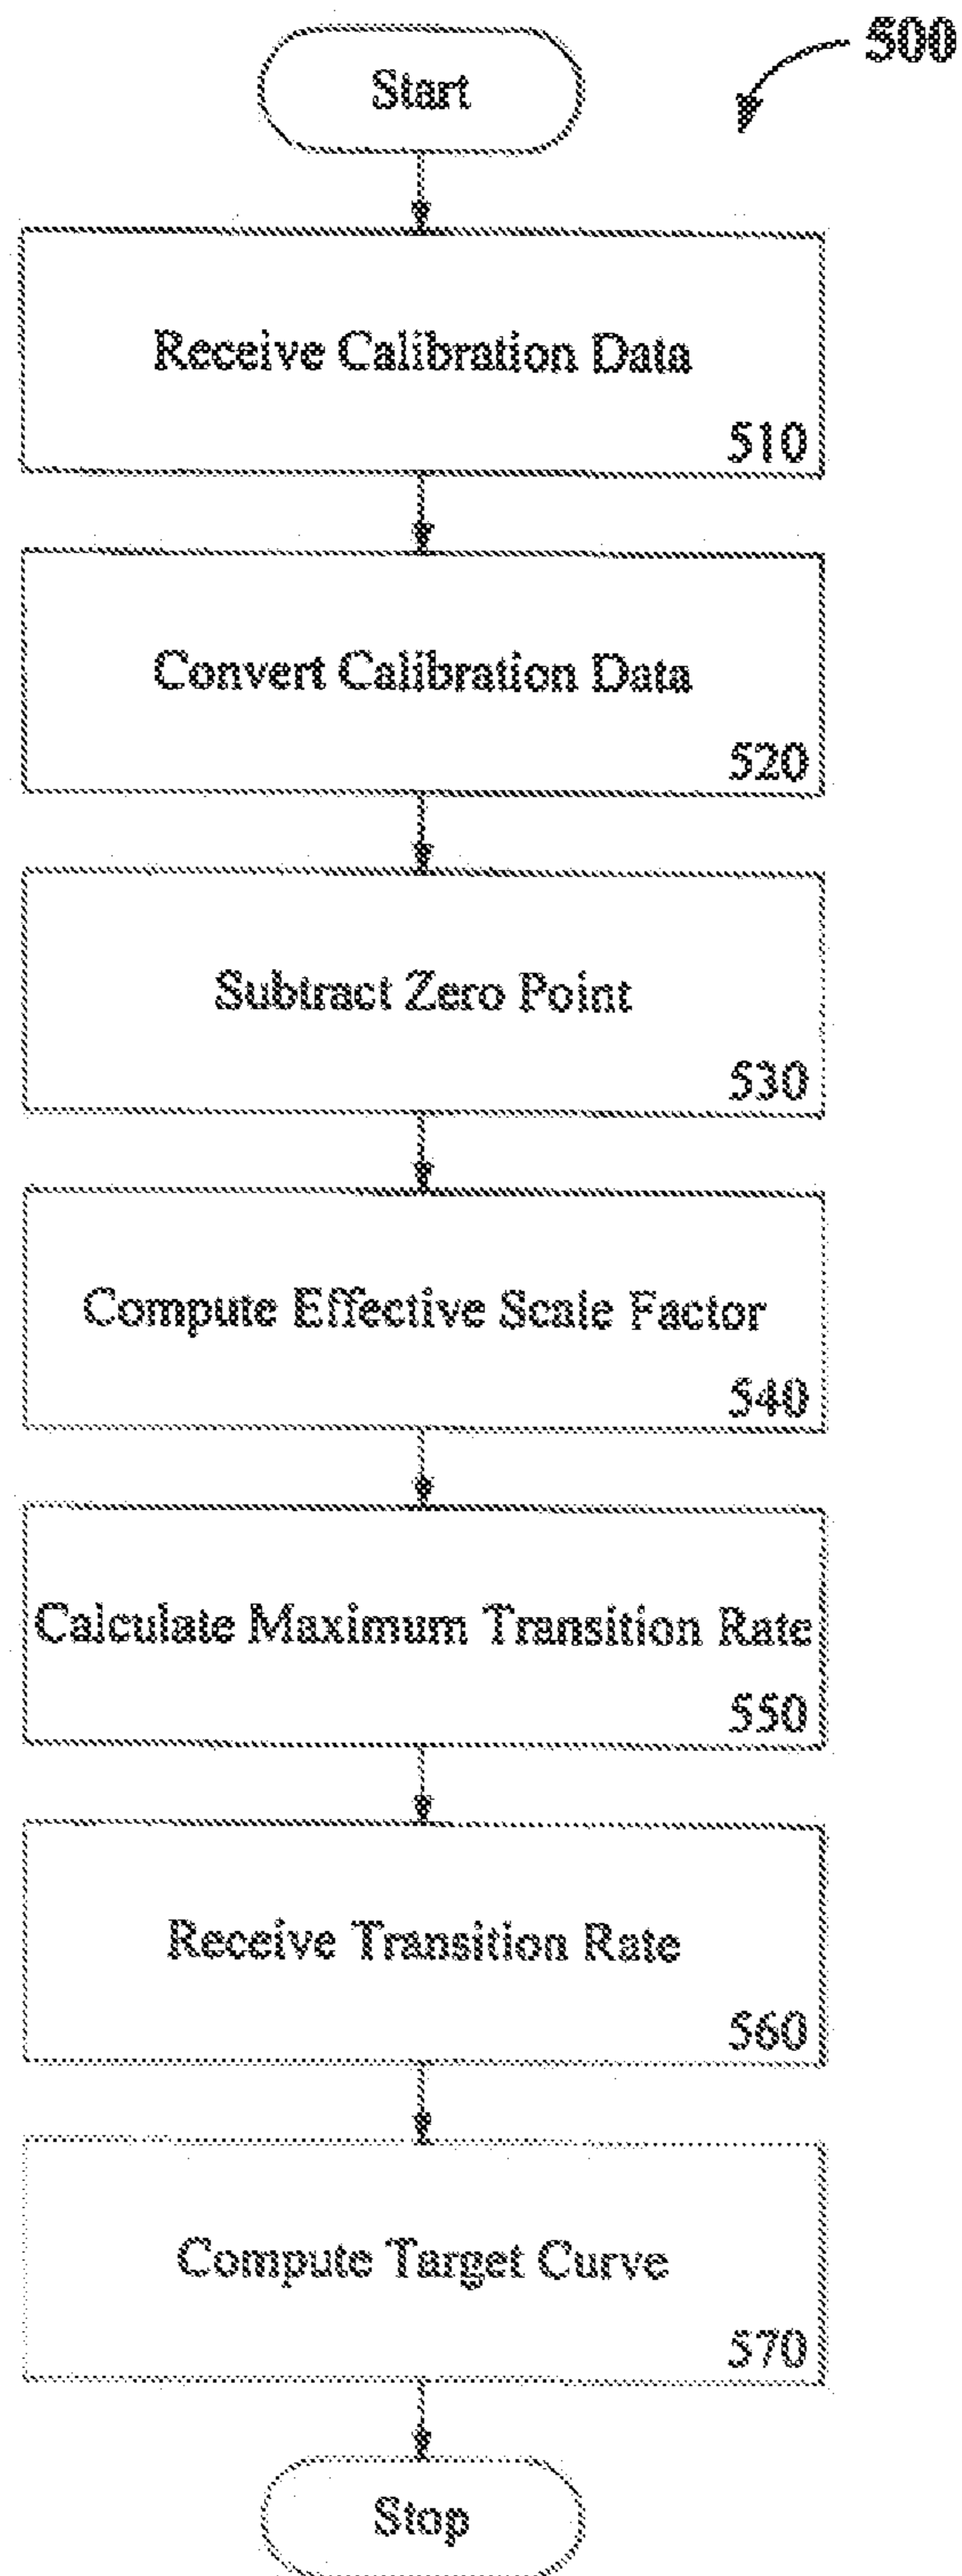 500
Start
Receive Calibration Data
510
Convert Calibration Data
520
Subtract Zero Point
530
Compute Effective Scale Factor
540
Calculate Maximum Transition Rate
550
Receive Transition Rate
560
Compute Target Curve
570
Stop